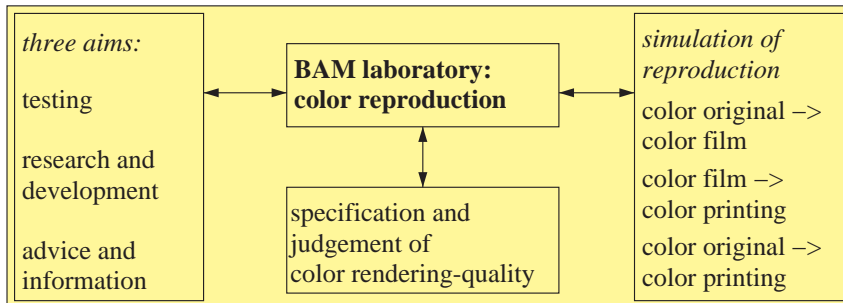 three aims:
testing
research and
development
advice and
information
BAM laboratory:
color reproduction
specification and
judgement of
color rendering-quality
simulation of
reproduction
color original −>
color film
color film −>
color printing
color original −>
color printing